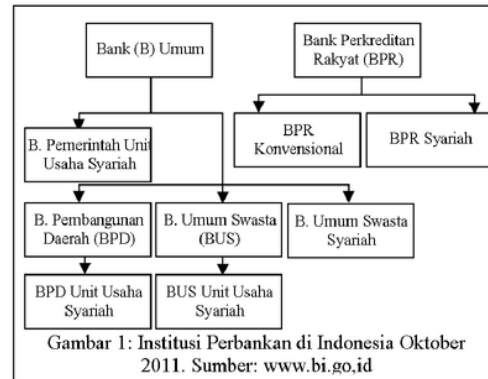 Bank (B) Umum
Bank Perkreditan
Rakyat (BPR)
B. Pemerintah Unit
Usaha Syariah
BPR
Konvensional
BPR Syariah
B. Pembangunan
Daerah (BPD)
B. Umum Swasta
(BUS)
B. Umum Swasta
Syariah
BPD Unit Usaha
Syariah
BUS Unit Usaha
Syariah
Gambar 1: Institusi Perbankan di Indonesia Oktober
2011. Sumber: www.bi.go,id